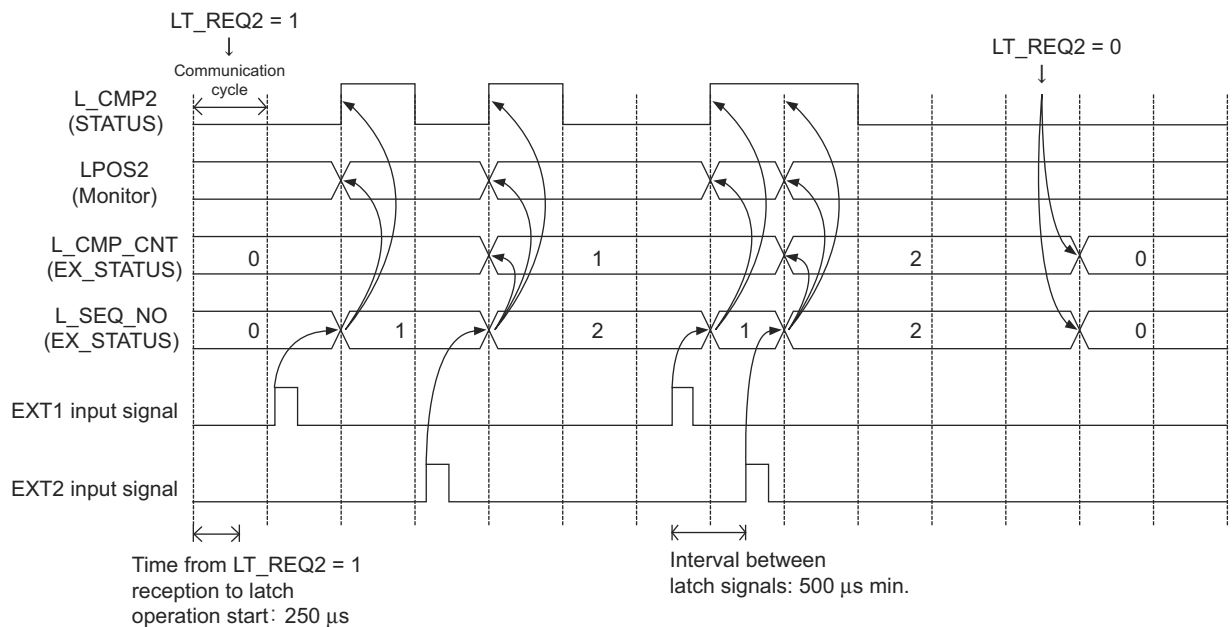 LT_REQ2 = 1
↓
Communication
cycle
LT_REQ2 = 0
↓
L_CMP2
(STATUS)
LPOS2
(Monitor)
L_CMP_CNT
(EX_STATUS)
0
1
2
0
L_SEQ_NO
(EX_STATUS)
0
1
2
1
2
0
EXT1 input signal
EXT2 input signal
Time from LT_REQ2 = 1
reception to latch
operation start: 250 μs
Interval between
latch signals: 500 μs min.